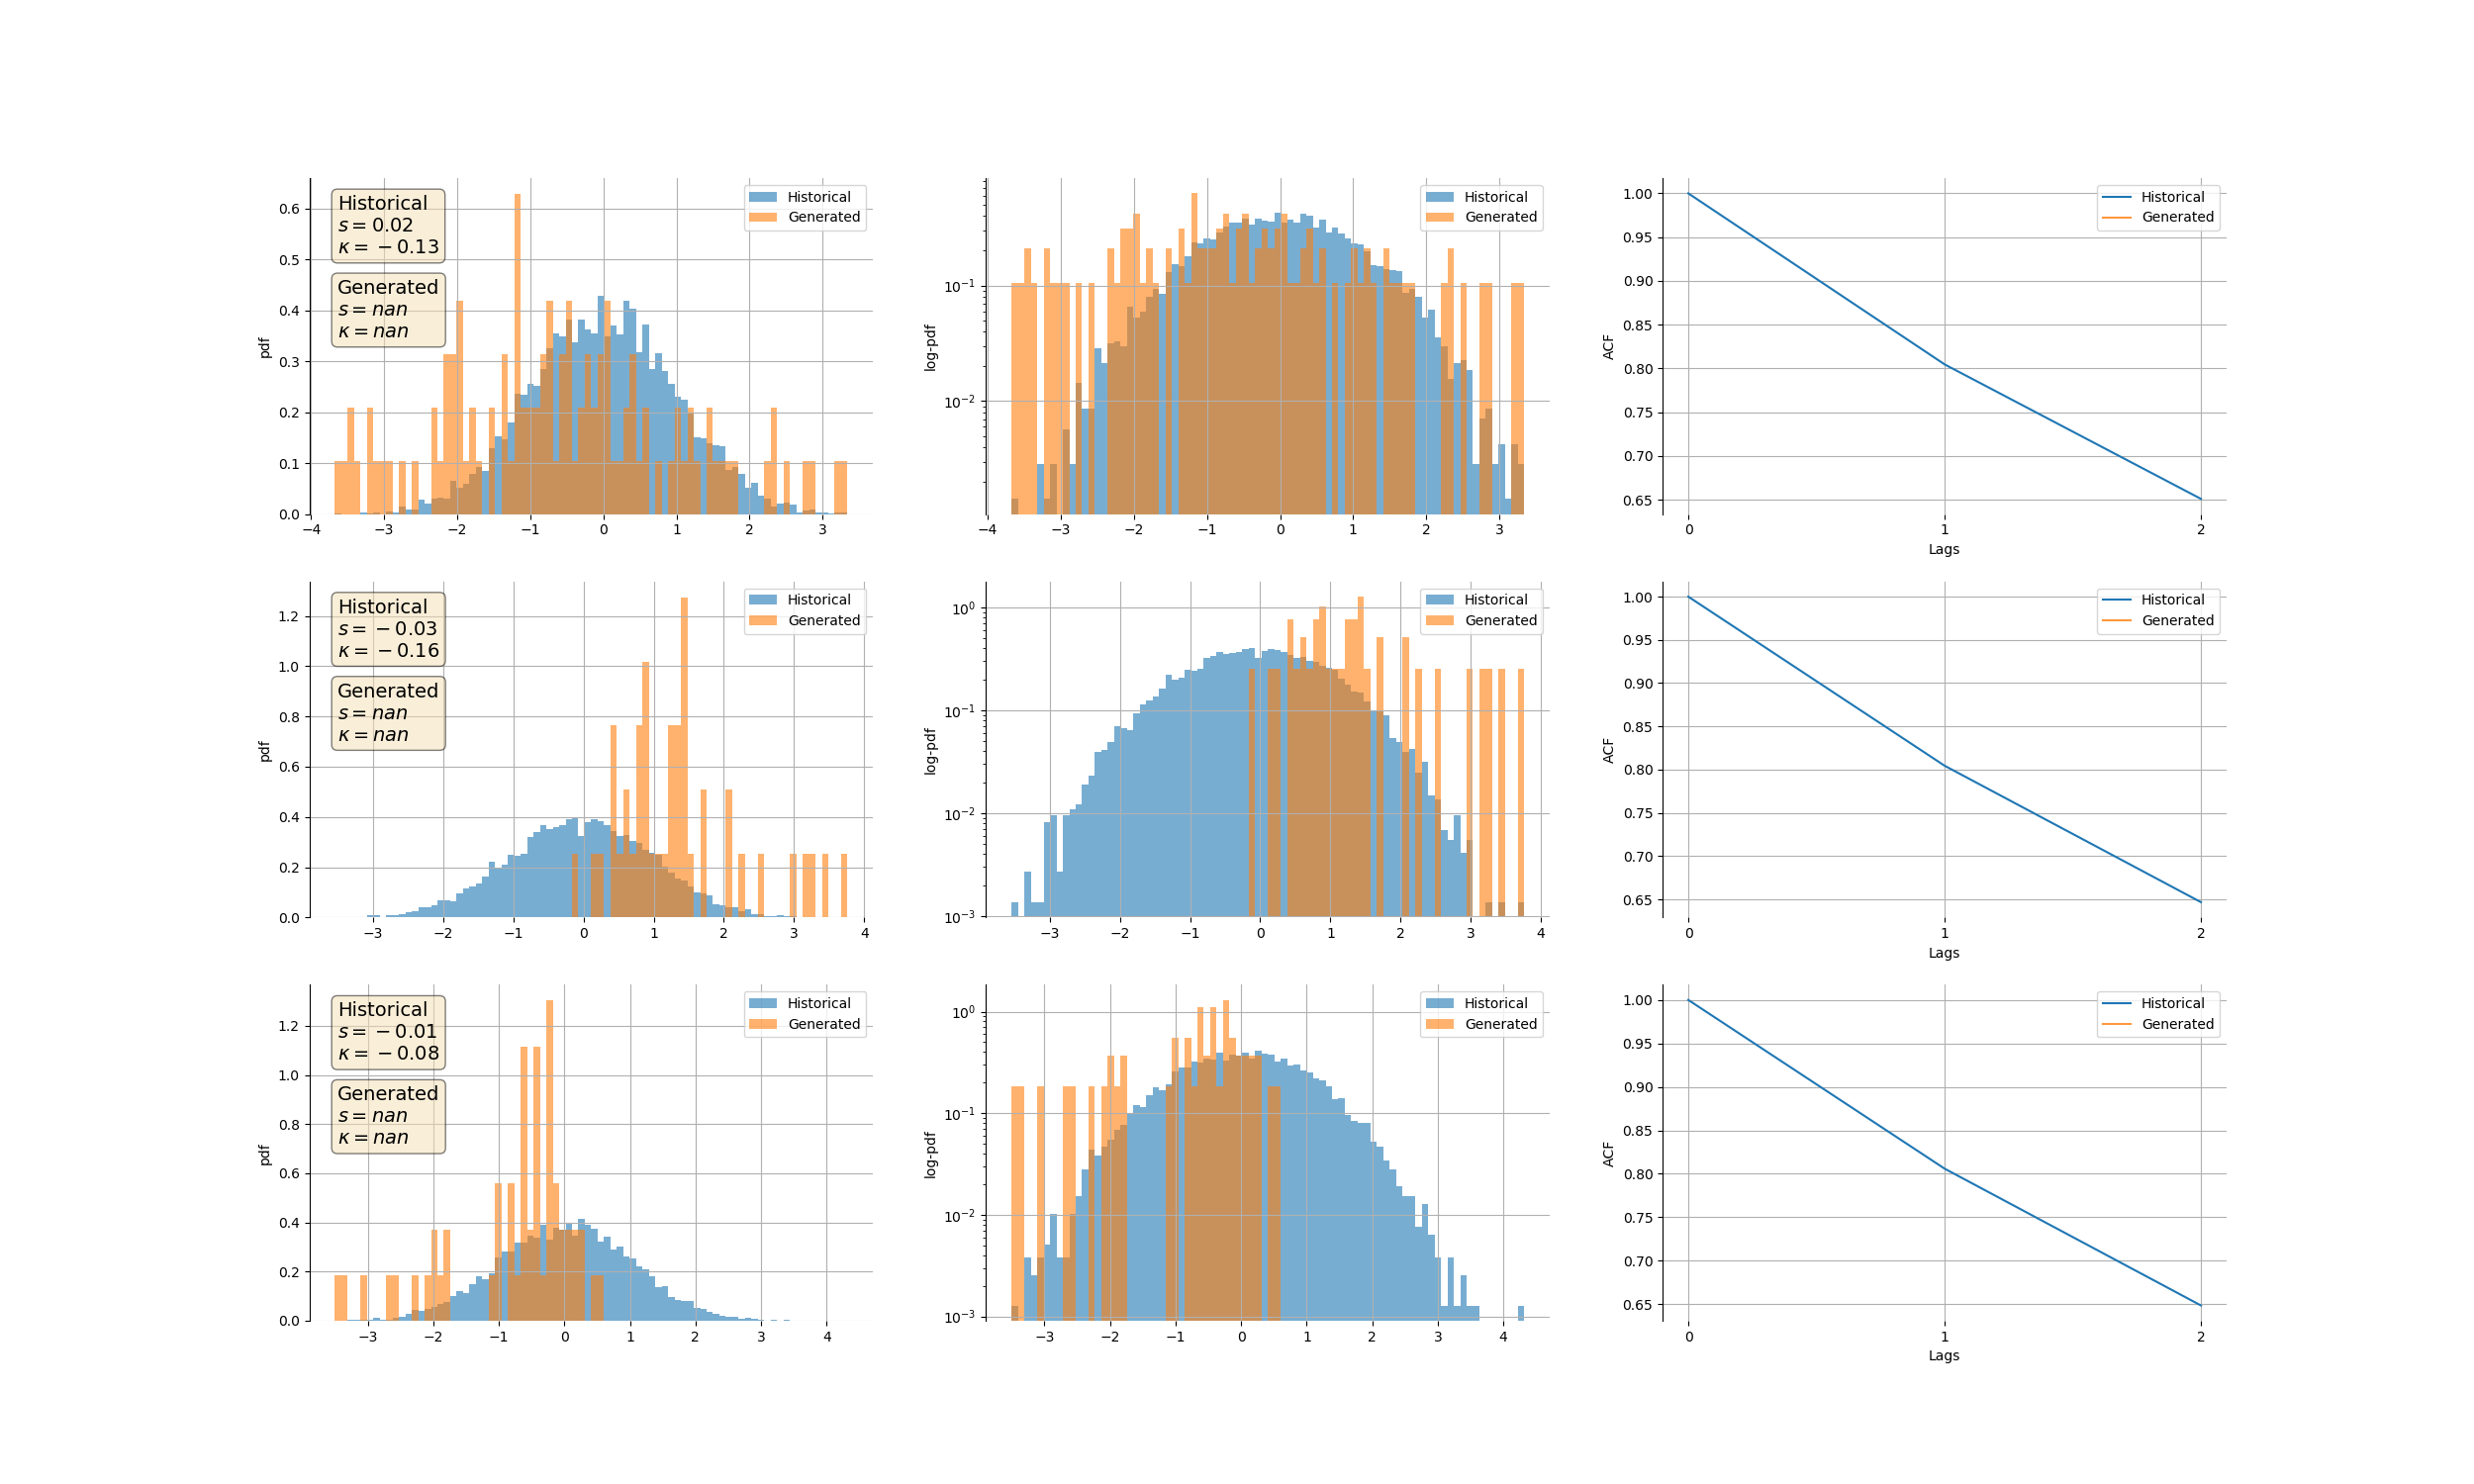 Historical
s = 0.02
κ = −0.13
Generated
s = nan
κ = nan
Historical
Generated
pdf
0.6
0.5
0.4
0.3
0.2
0.1
0.0
−4 −3 −2 −1 0 1 2 3
Historical
Generated
log-pdf
10⁻¹
10⁻²
−4 −3 −2 −1 0 1 2 3
Historical
Generated
ACF
1.00
0.95
0.90
0.85
0.80
0.75
0.70
0.65
0 1 2
Lags
Historical
s = −0.03
κ = −0.16
Generated
s = nan
κ = nan
Historical
Generated
pdf
1.2
1.0
0.8
0.6
0.4
0.2
0.0
−3 −2 −1 0 1 2 3 4
Historical
Generated
log-pdf
10⁰
10⁻¹
10⁻²
10⁻³
−3 −2 −1 0 1 2 3 4
Historical
Generated
ACF
1.00
0.95
0.90
0.85
0.80
0.75
0.70
0.65
0 1 2
Lags
Historical
s = −0.01
κ = −0.08
Generated
s = nan
κ = nan
Historical
Generated
pdf
1.2
1.0
0.8
0.6
0.4
0.2
0.0
−3 −2 −1 0 1 2 3 4
Historical
Generated
log-pdf
10⁰
10⁻¹
10⁻²
10⁻³
−3 −2 −1 0 1 2 3 4
Historical
Generated
ACF
1.00
0.95
0.90
0.85
0.80
0.75
0.70
0.65
0 1 2
Lags